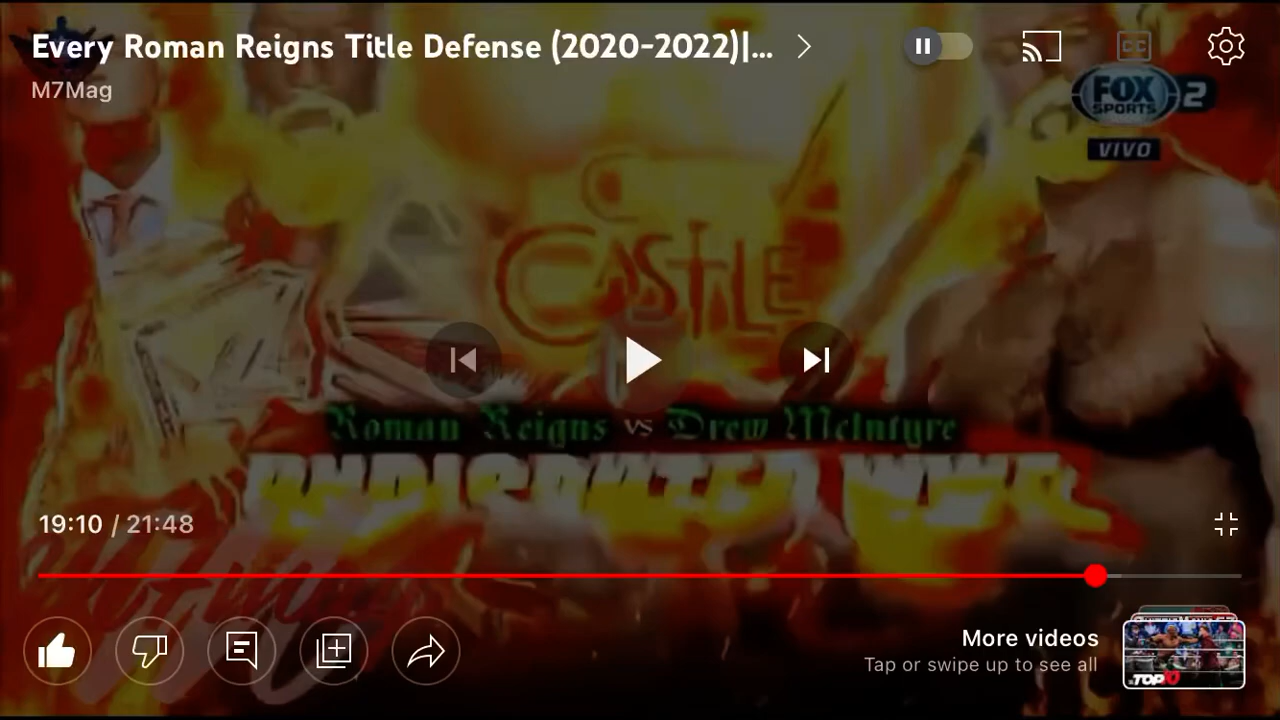 Every Roman Reigns Title Defense (2020-2022)|...
M7Mag
CC
FOX
SPORTS
2
VIVO
CASTLE
Roman Reigns vs Drew McIntyre
19:10 / 21:48
More videos
Tap or swipe up to see all
TOP10